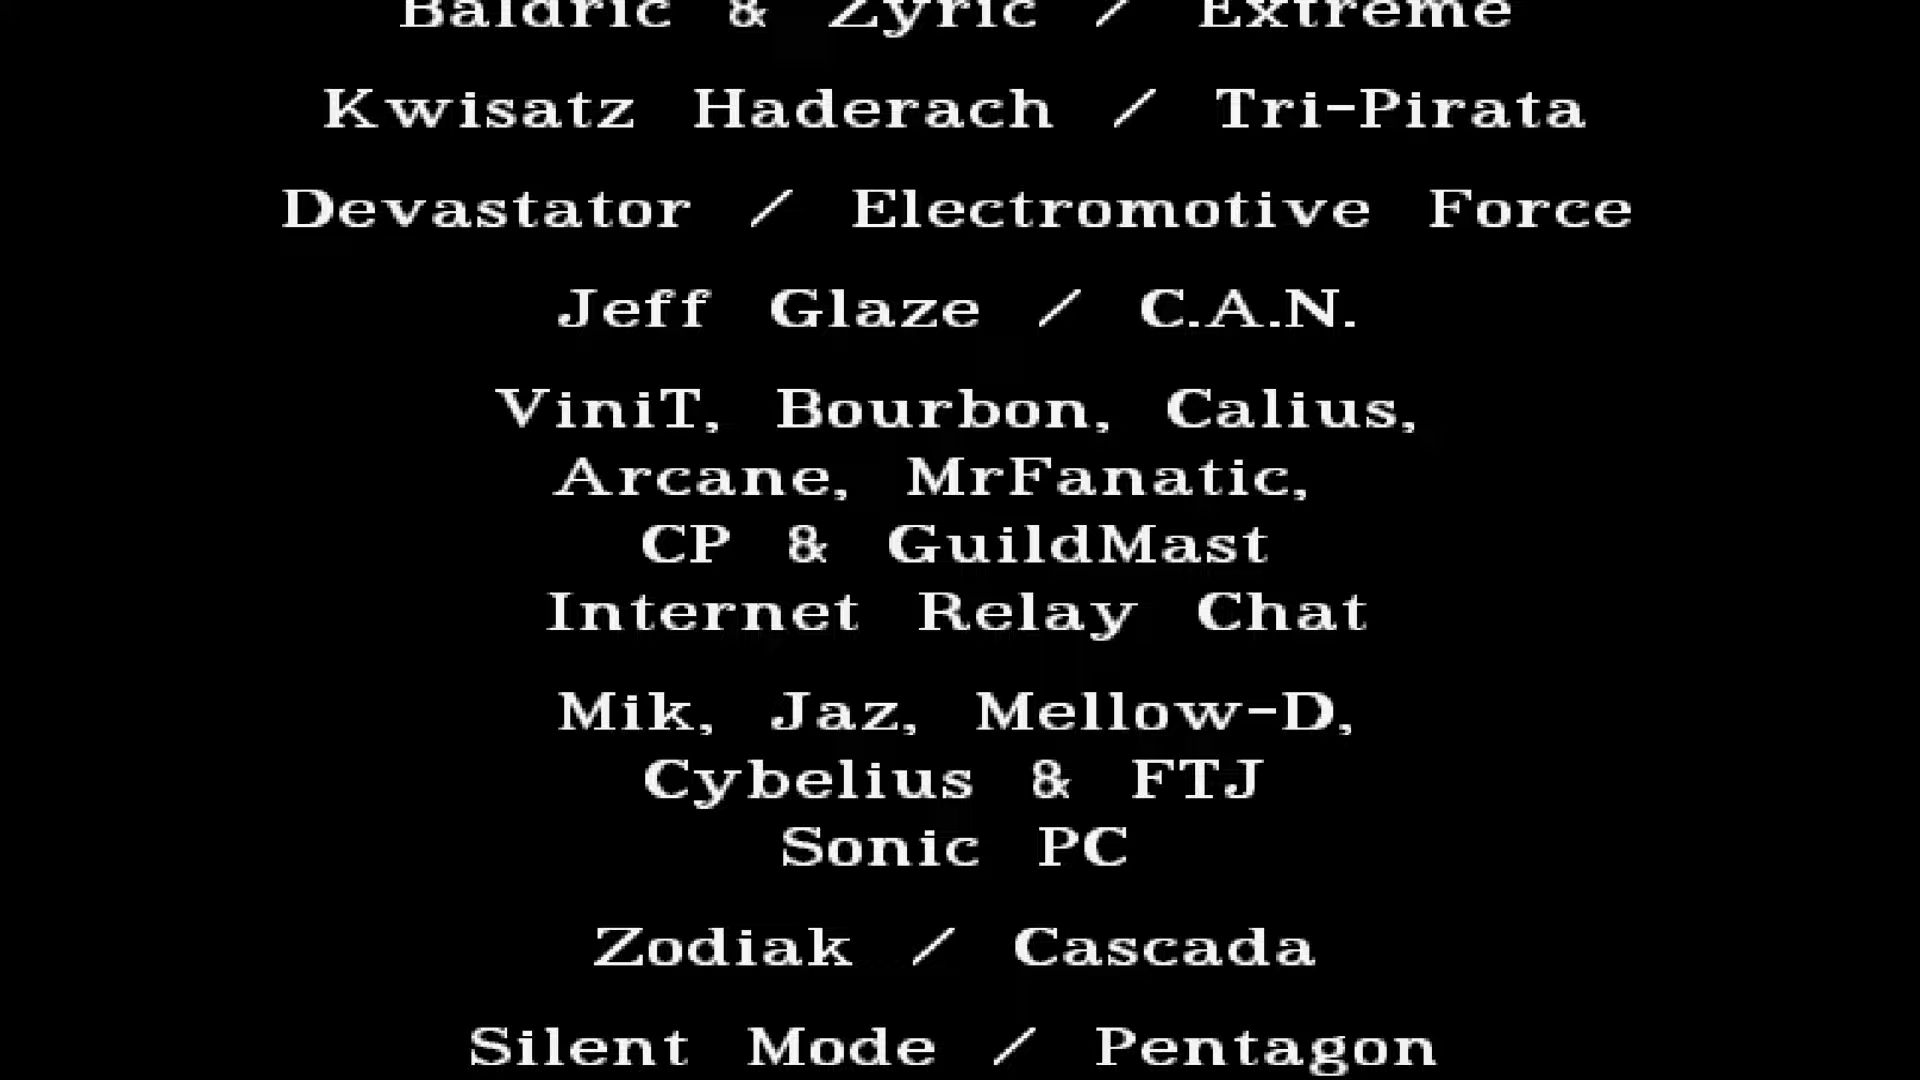 Baldric & Zyric / Extreme
Kwisatz Haderach / Tri-Pirata
Devastator / Electromotive Force
Jeff Glaze / C.A.N.
ViniT, Bourbon, Calius,
Arcane, MrFanatic,
CP & GuildMast
Internet Relay Chat
Mik, Jaz, Mellow-D,
Cybelius & FTJ
Sonic PC
Zodiak / Cascada
Silent Mode / Pentagon